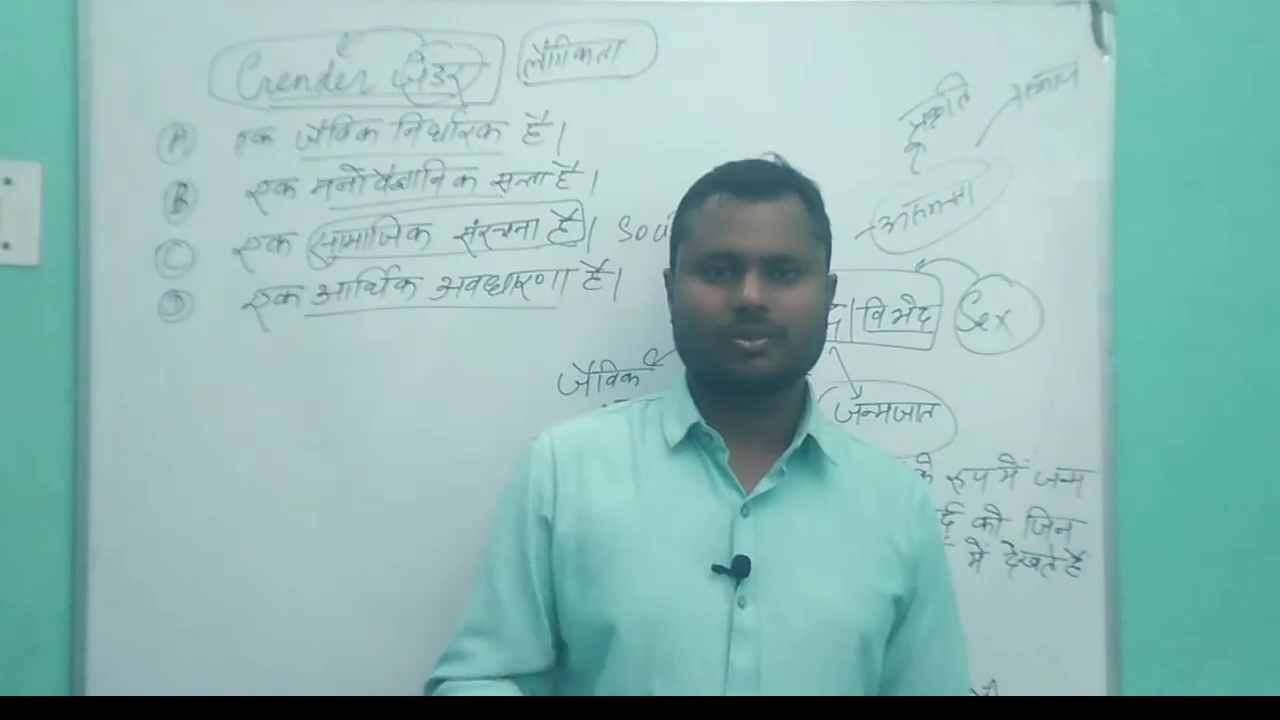 Gender जेंडर लैंगिकता
A एक जैविक निर्धारक है।
B एक मनोवैज्ञानिक सत्ता है।
C एक सामाजिक संरचना है। Soci
D एक आर्थिक अवधारणा है।
प्रकृति
विभेद Sex
जैविक
जन्मजात
के रूप में जन्म
को जिन
में देखते है